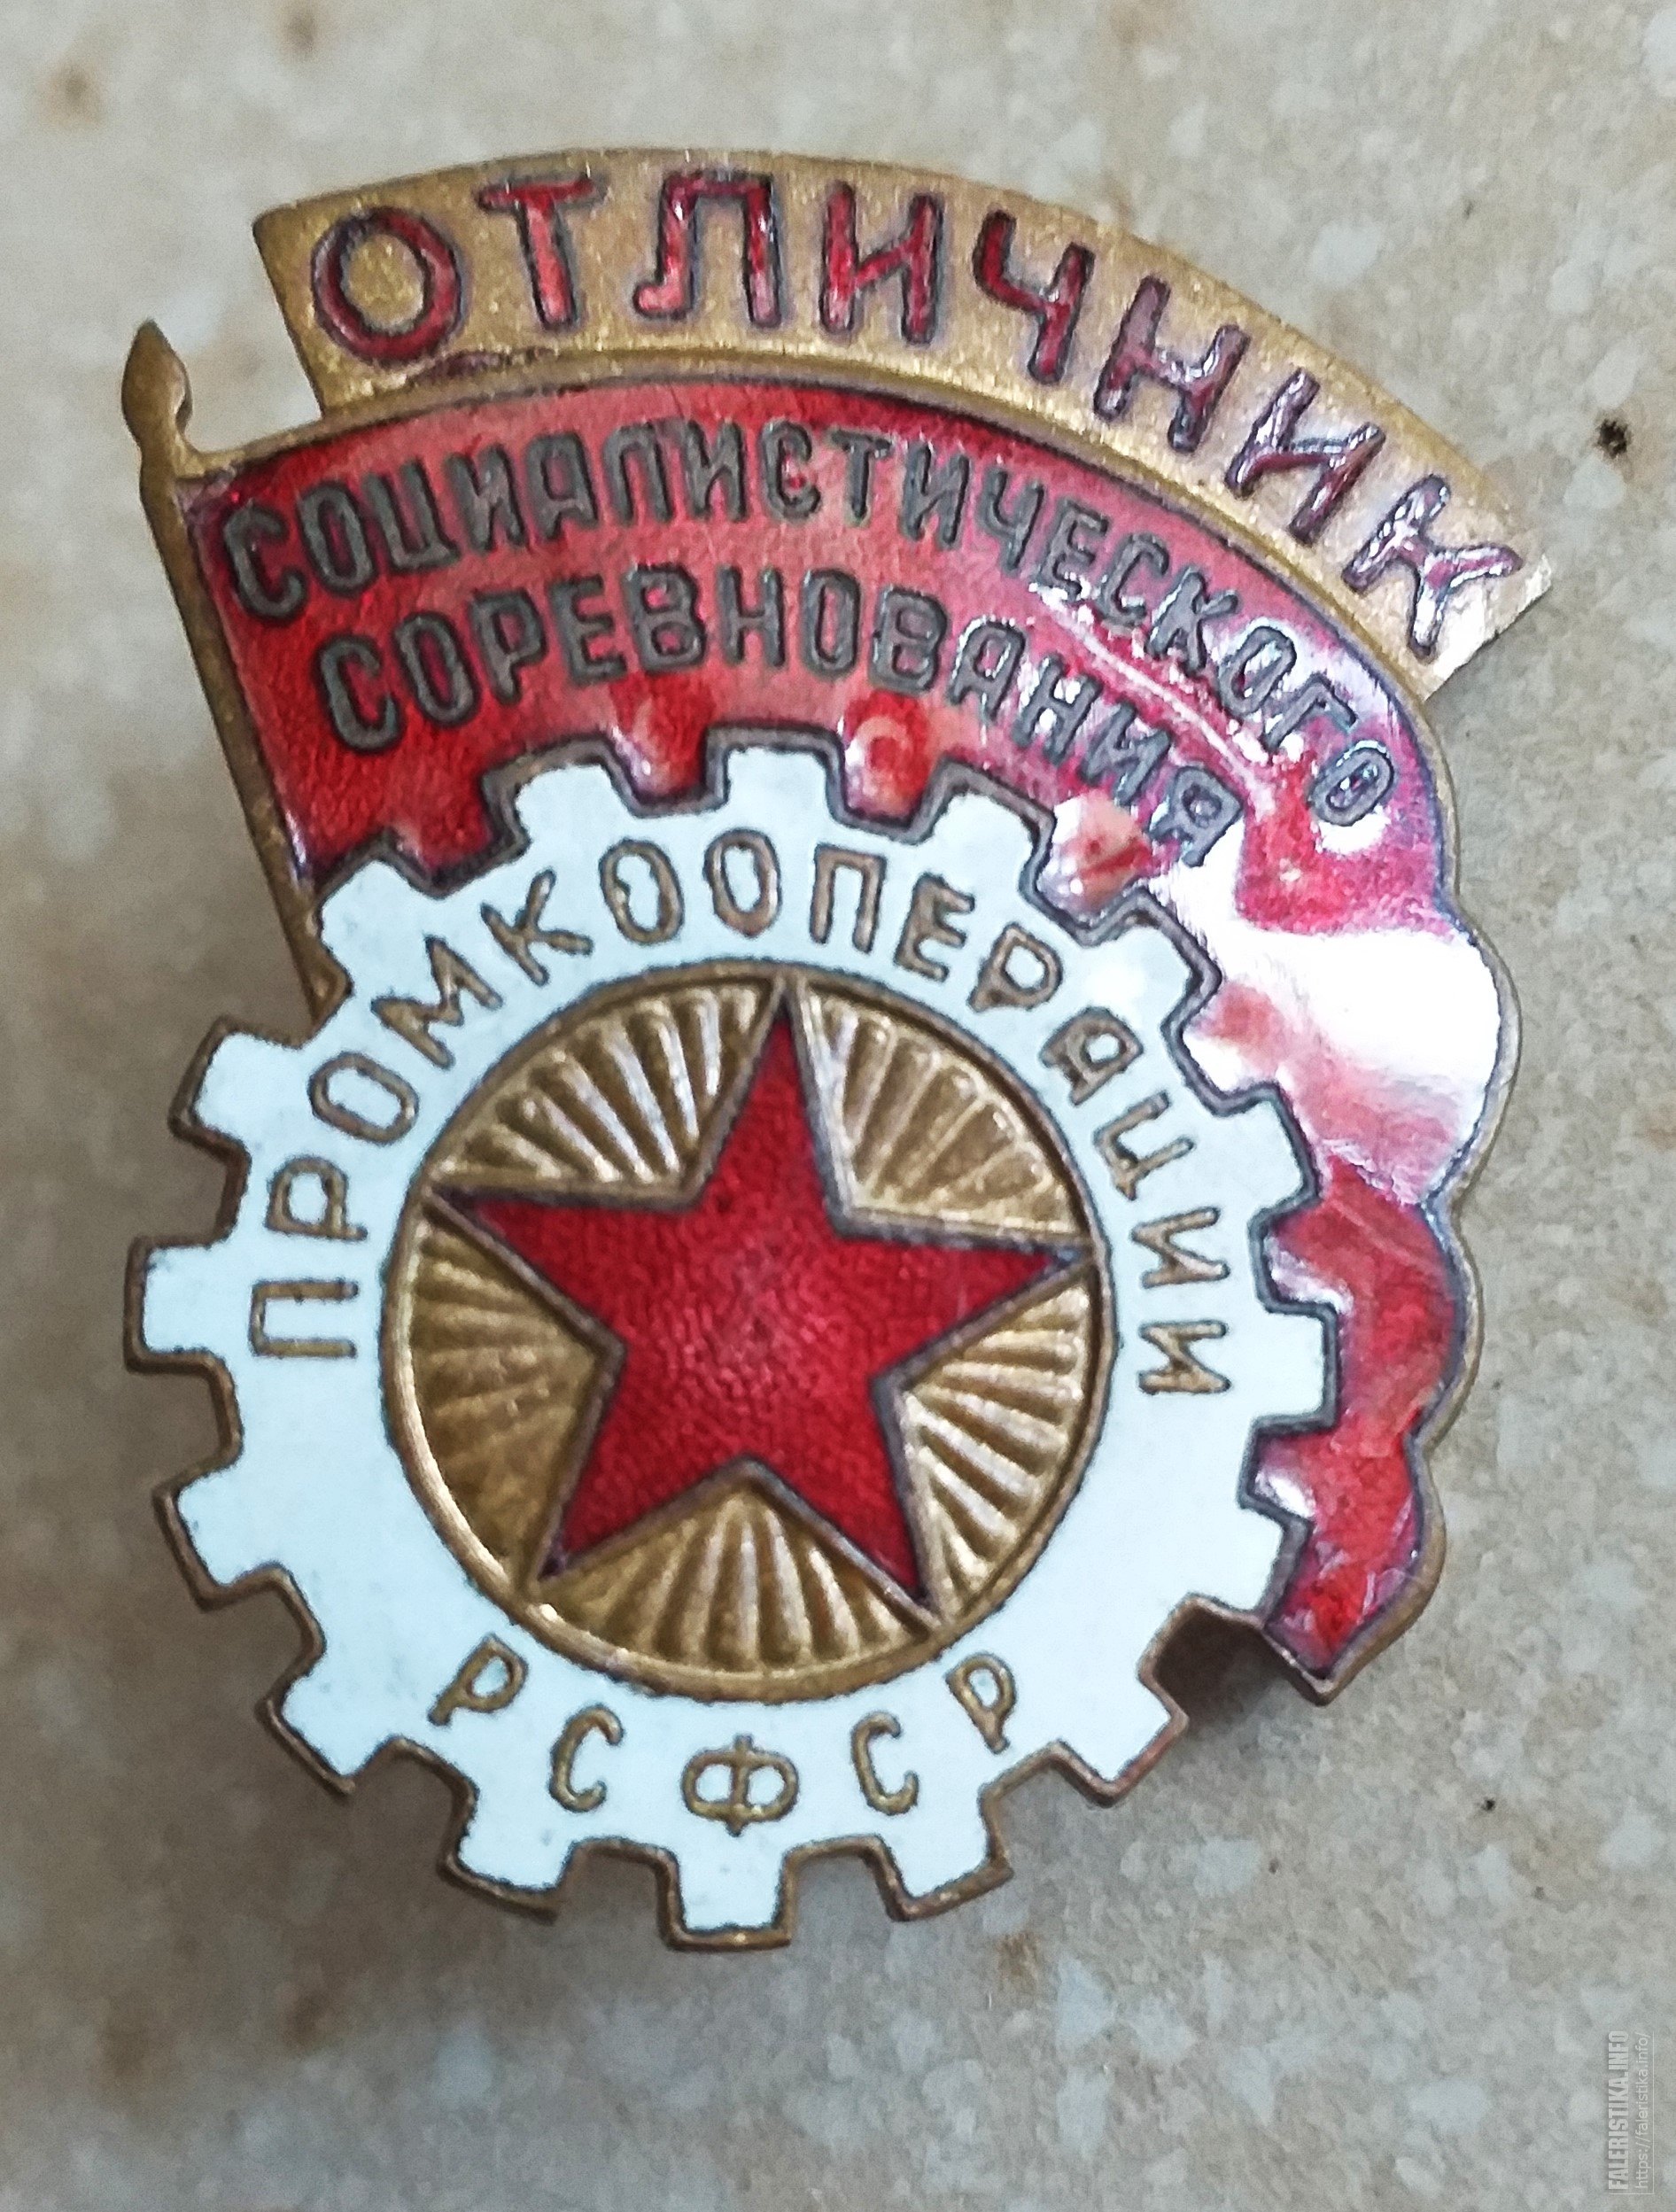 ОТЛИЧНИК
СОЦИАЛИСТИЧЕСКОГО
СОРЕВНОВАНИЯ
ПРОМКООПЕРАЦИИ
РСФСР
FALERISTIKA.INFO
https://faleristika.info/